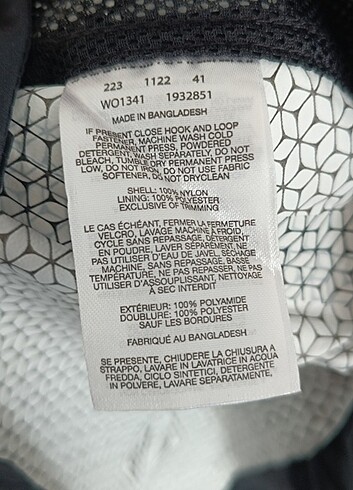 223 1122 41
WO1341 1932851
MADE IN BANGLADESH
IF PRESENT CLOSE HOOK AND LOOP
FASTENER, MACHINE WASH COLD
PERMANENT PRESS, POWDERED
DETERGENT WASH SEPARATELY, DO NOT
BLEACH, TUMBLE DRY PERMANENT PRESS
LOW, DO NOT IRON, DO NOT USE FABRIC
SOFTENER, DO NOT DRYCLEAN
SHELL: 100% NYLON
LINING: 100% POLYESTER
EXCLUSIVE OF TRIMMING
LE CAS ÉCHÉANT, FERMER LA FERMETURE
VELCRO, LAVAGE MACHINE À FROID,
CYCLE SANS REPASSAGE, DÉTERGENT
EN POUDRE, LAVER SÉPARÉMENT, NE
PAS UTILISER D'EAU DE JAVEL, SÉCHAGE
MACHINE, SANS REPASSAGE, BASSE
TEMPÉRATURE, NE PAS REPASSER, NE PAS
UTILISER D'ASSOUPLISSANT, NETTOYAGE
À SEC INTERDIT
EXTÉRIEUR: 100% POLYAMIDE
DOUBLURE: 100% POLYESTER
SAUF LES BORDURES
FABRIQUÉ AU BANGLADESH
SE PRESENTE, CHIUDERE LA CHIUSURA A
STRAPPO, LAVARE IN LAVATRICE IN ACQUA
FREDDA, CICLO SINTETICI, DETERGENTE
IN POLVERE, LAVARE SEPARATAMENTE,